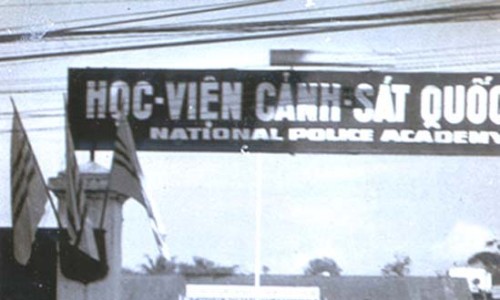 HỌC-VIỆN CẢNH-SÁT QUỐC
NATIONAL POLICE ACADEMY